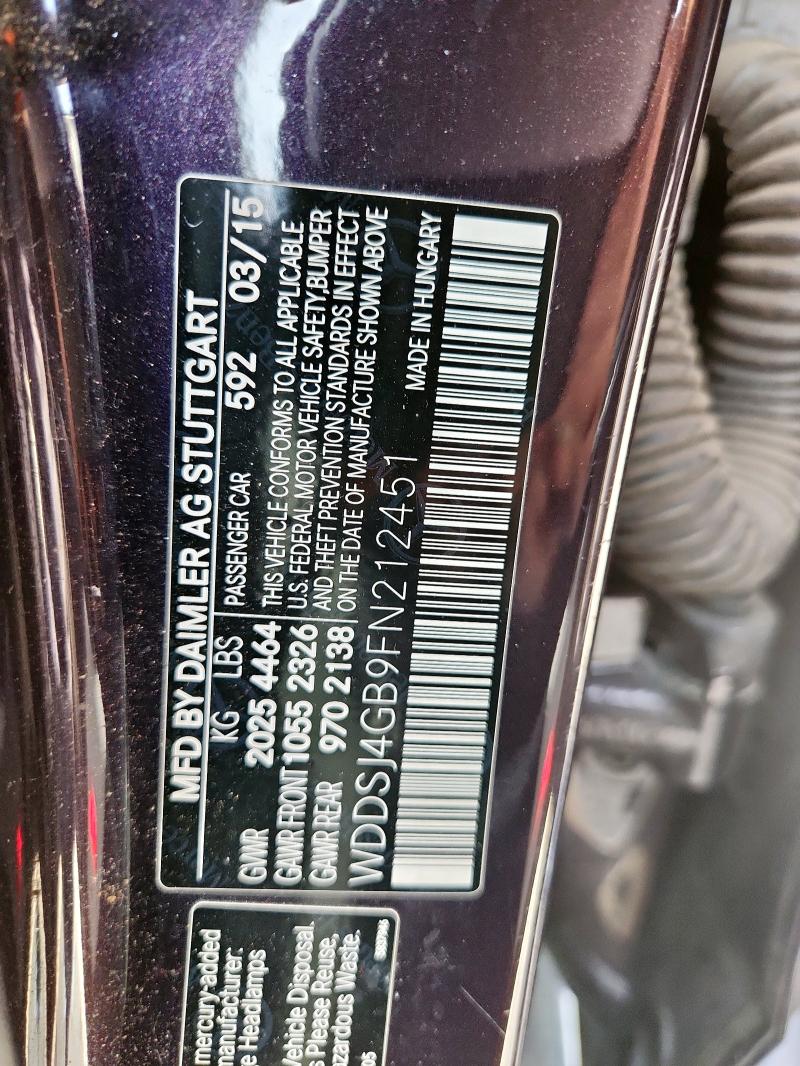 MFD BY DAIMLER AG STUTTGART
KG LBS PASSENGER CAR 592 03/15
GVWR 2025 4464
GAWR FRONT 1055 2326
GAWR REAR 970 2138
THIS VEHICLE CONFORMS TO ALL APPLICABLE
U.S. FEDERAL MOTOR VEHICLE SAFETY,BUMPER
AND THEFT PREVENTION STANDARDS IN EFFECT
ON THE DATE OF MANUFACTURE SHOWN ABOVE
WDDSJ4GB9FN212451 MADE IN HUNGARY
mercury-added
manufacturer:
e Headlamps
Vehicle Disposal.
s Please Reuse,
azardous Waste.